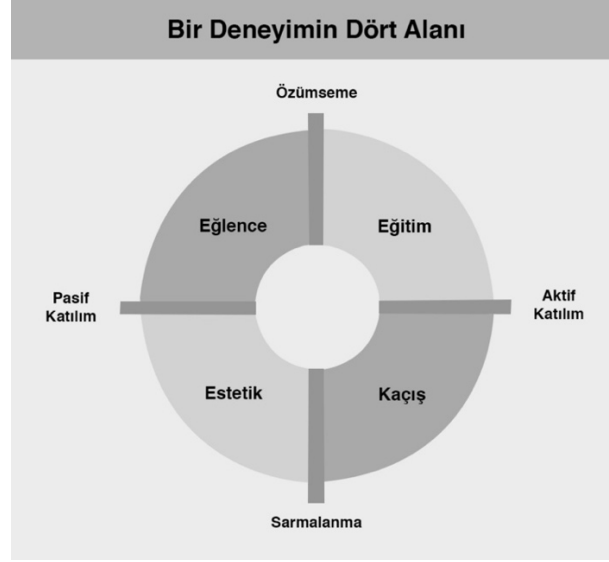 Bir Deneyimin Dört Alanı
Özümseme
Eğlence
Eğitim
Pasif
Katılım
Aktif
Katılım
Estetik
Kaçış
Sarmalanma